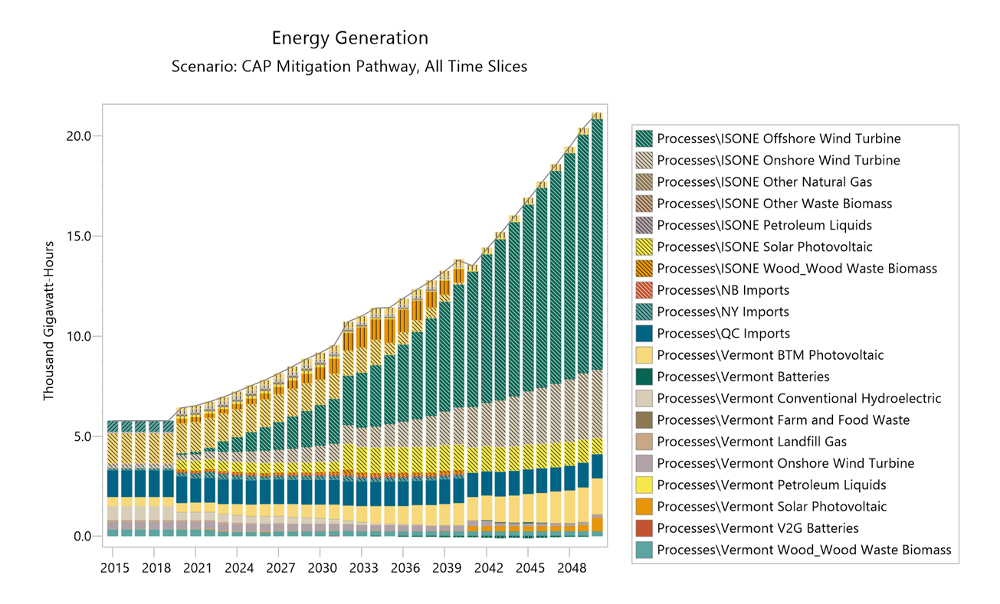 Energy Generation
Scenario: CAP Mitigation Pathway, All Time Slices
Thousand Gigawatt-Hours
20.0
15.0
10.0
5.0
0.0
2015 2018 2021 2024 2027 2030 2033 2036 2039 2042 2045 2048
Processes\ISONE Offshore Wind Turbine
Processes\ISONE Onshore Wind Turbine
Processes\ISONE Other Natural Gas
Processes\ISONE Other Waste Biomass
Processes\ISONE Petroleum Liquids
Processes\ISONE Solar Photovoltaic
Processes\ISONE Wood_Wood Waste Biomass
Processes\NB Imports
Processes\NY Imports
Processes\QC Imports
Processes\Vermont BTM Photovoltaic
Processes\Vermont Batteries
Processes\Vermont Conventional Hydroelectric
Processes\Vermont Farm and Food Waste
Processes\Vermont Landfill Gas
Processes\Vermont Onshore Wind Turbine
Processes\Vermont Petroleum Liquids
Processes\Vermont Solar Photovoltaic
Processes\Vermont V2G Batteries
Processes\Vermont Wood_Wood Waste Biomass